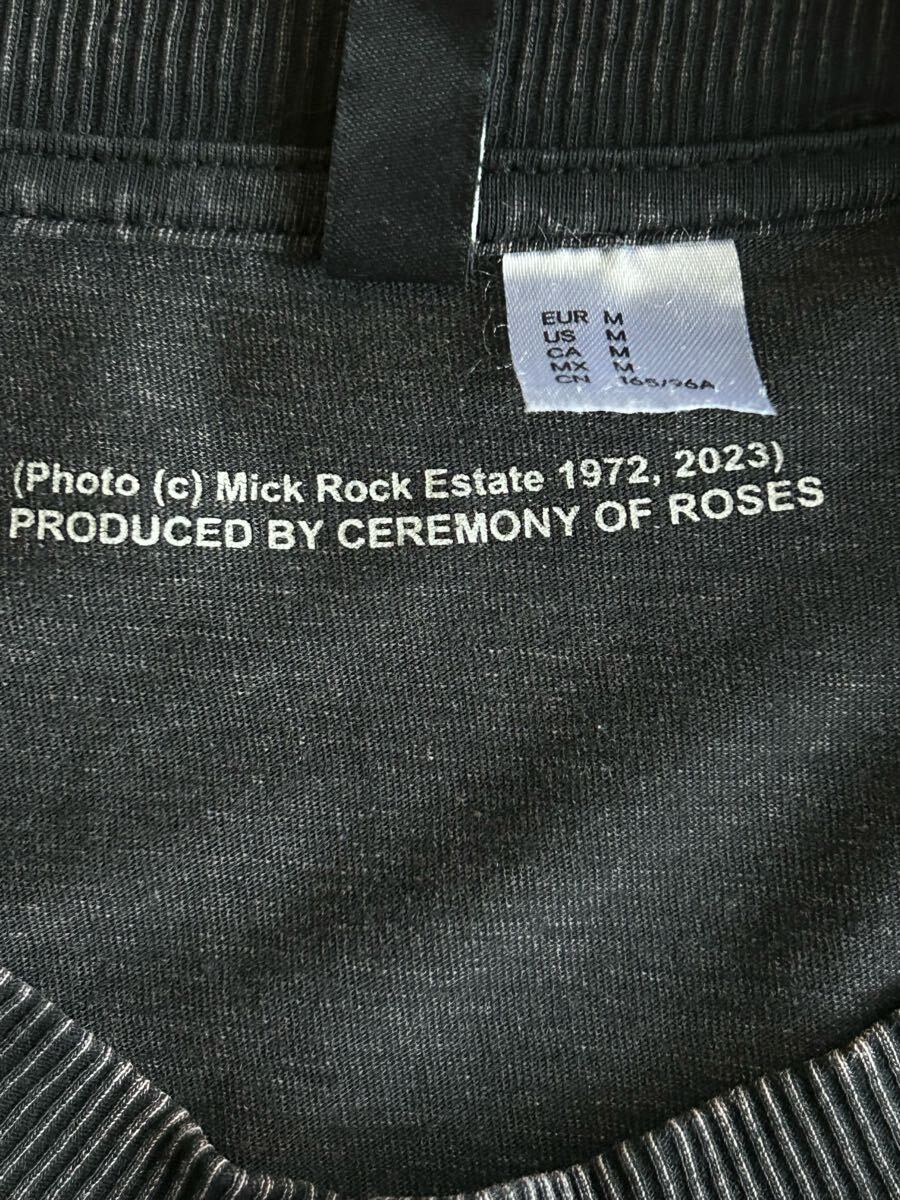 EUR M
US M
CA M
MX M
CN 165/96A
(Photo (c) Mick Rock Estate 1972, 2023)
PRODUCED BY CEREMONY OF ROSES